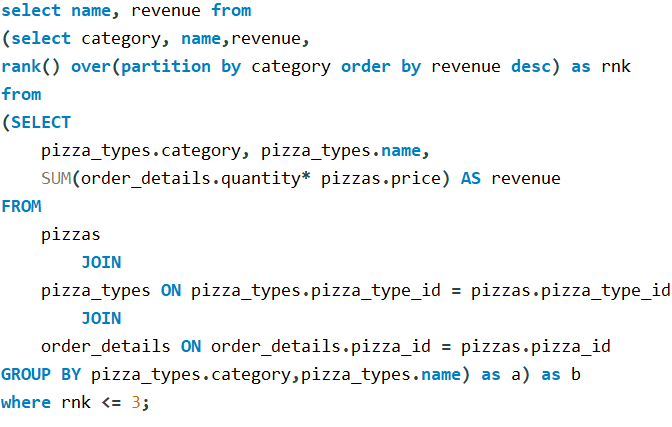 select name, revenue from
(select category, name,revenue,
rank() over(partition by category order by revenue desc) as rnk
from
(SELECT
pizza_types.category, pizza_types.name,
SUM(order_details.quantity* pizzas.price) AS revenue
FROM
pizzas
JOIN
pizza_types ON pizza_types.pizza_type_id = pizzas.pizza_type_id
JOIN
order_details ON order_details.pizza_id = pizzas.pizza_id
GROUP BY pizza_types.category,pizza_types.name) as a) as b
where rnk <= 3;